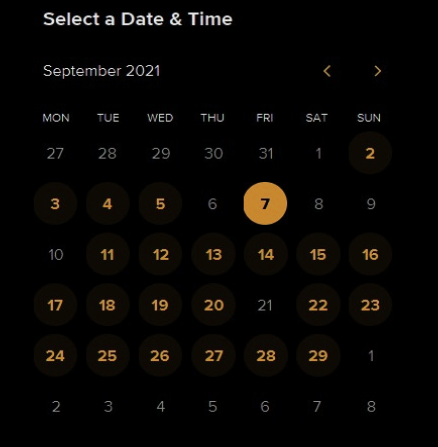 Select a Date & Time
September 2021
MON TUE WED THU FRI SAT SUN
27 28 29 30 31 1 2
3 4 5 6 7 8 9
10 11 12 13 14 15 16
17 18 19 20 21 22 23
24 25 26 27 28 29 1
2 3 4 5 6 7 8